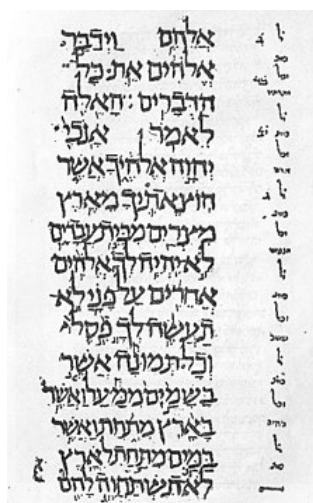 אלהם וידבר
אלהים את כל
הדברים האלה
לאמר אנכי
יהוה אלהיך אשר
הוצאתיך מארץ
מצרים מבית עבדים
לא יהיה לך אלהים
אחרים על פני לא
תעשה לך פסל
וכל תמונה אשר
בשמים ממעל ואשר
בארץ מתחת ואשר
במים מתחת לארץ
לא תשתחוה להם